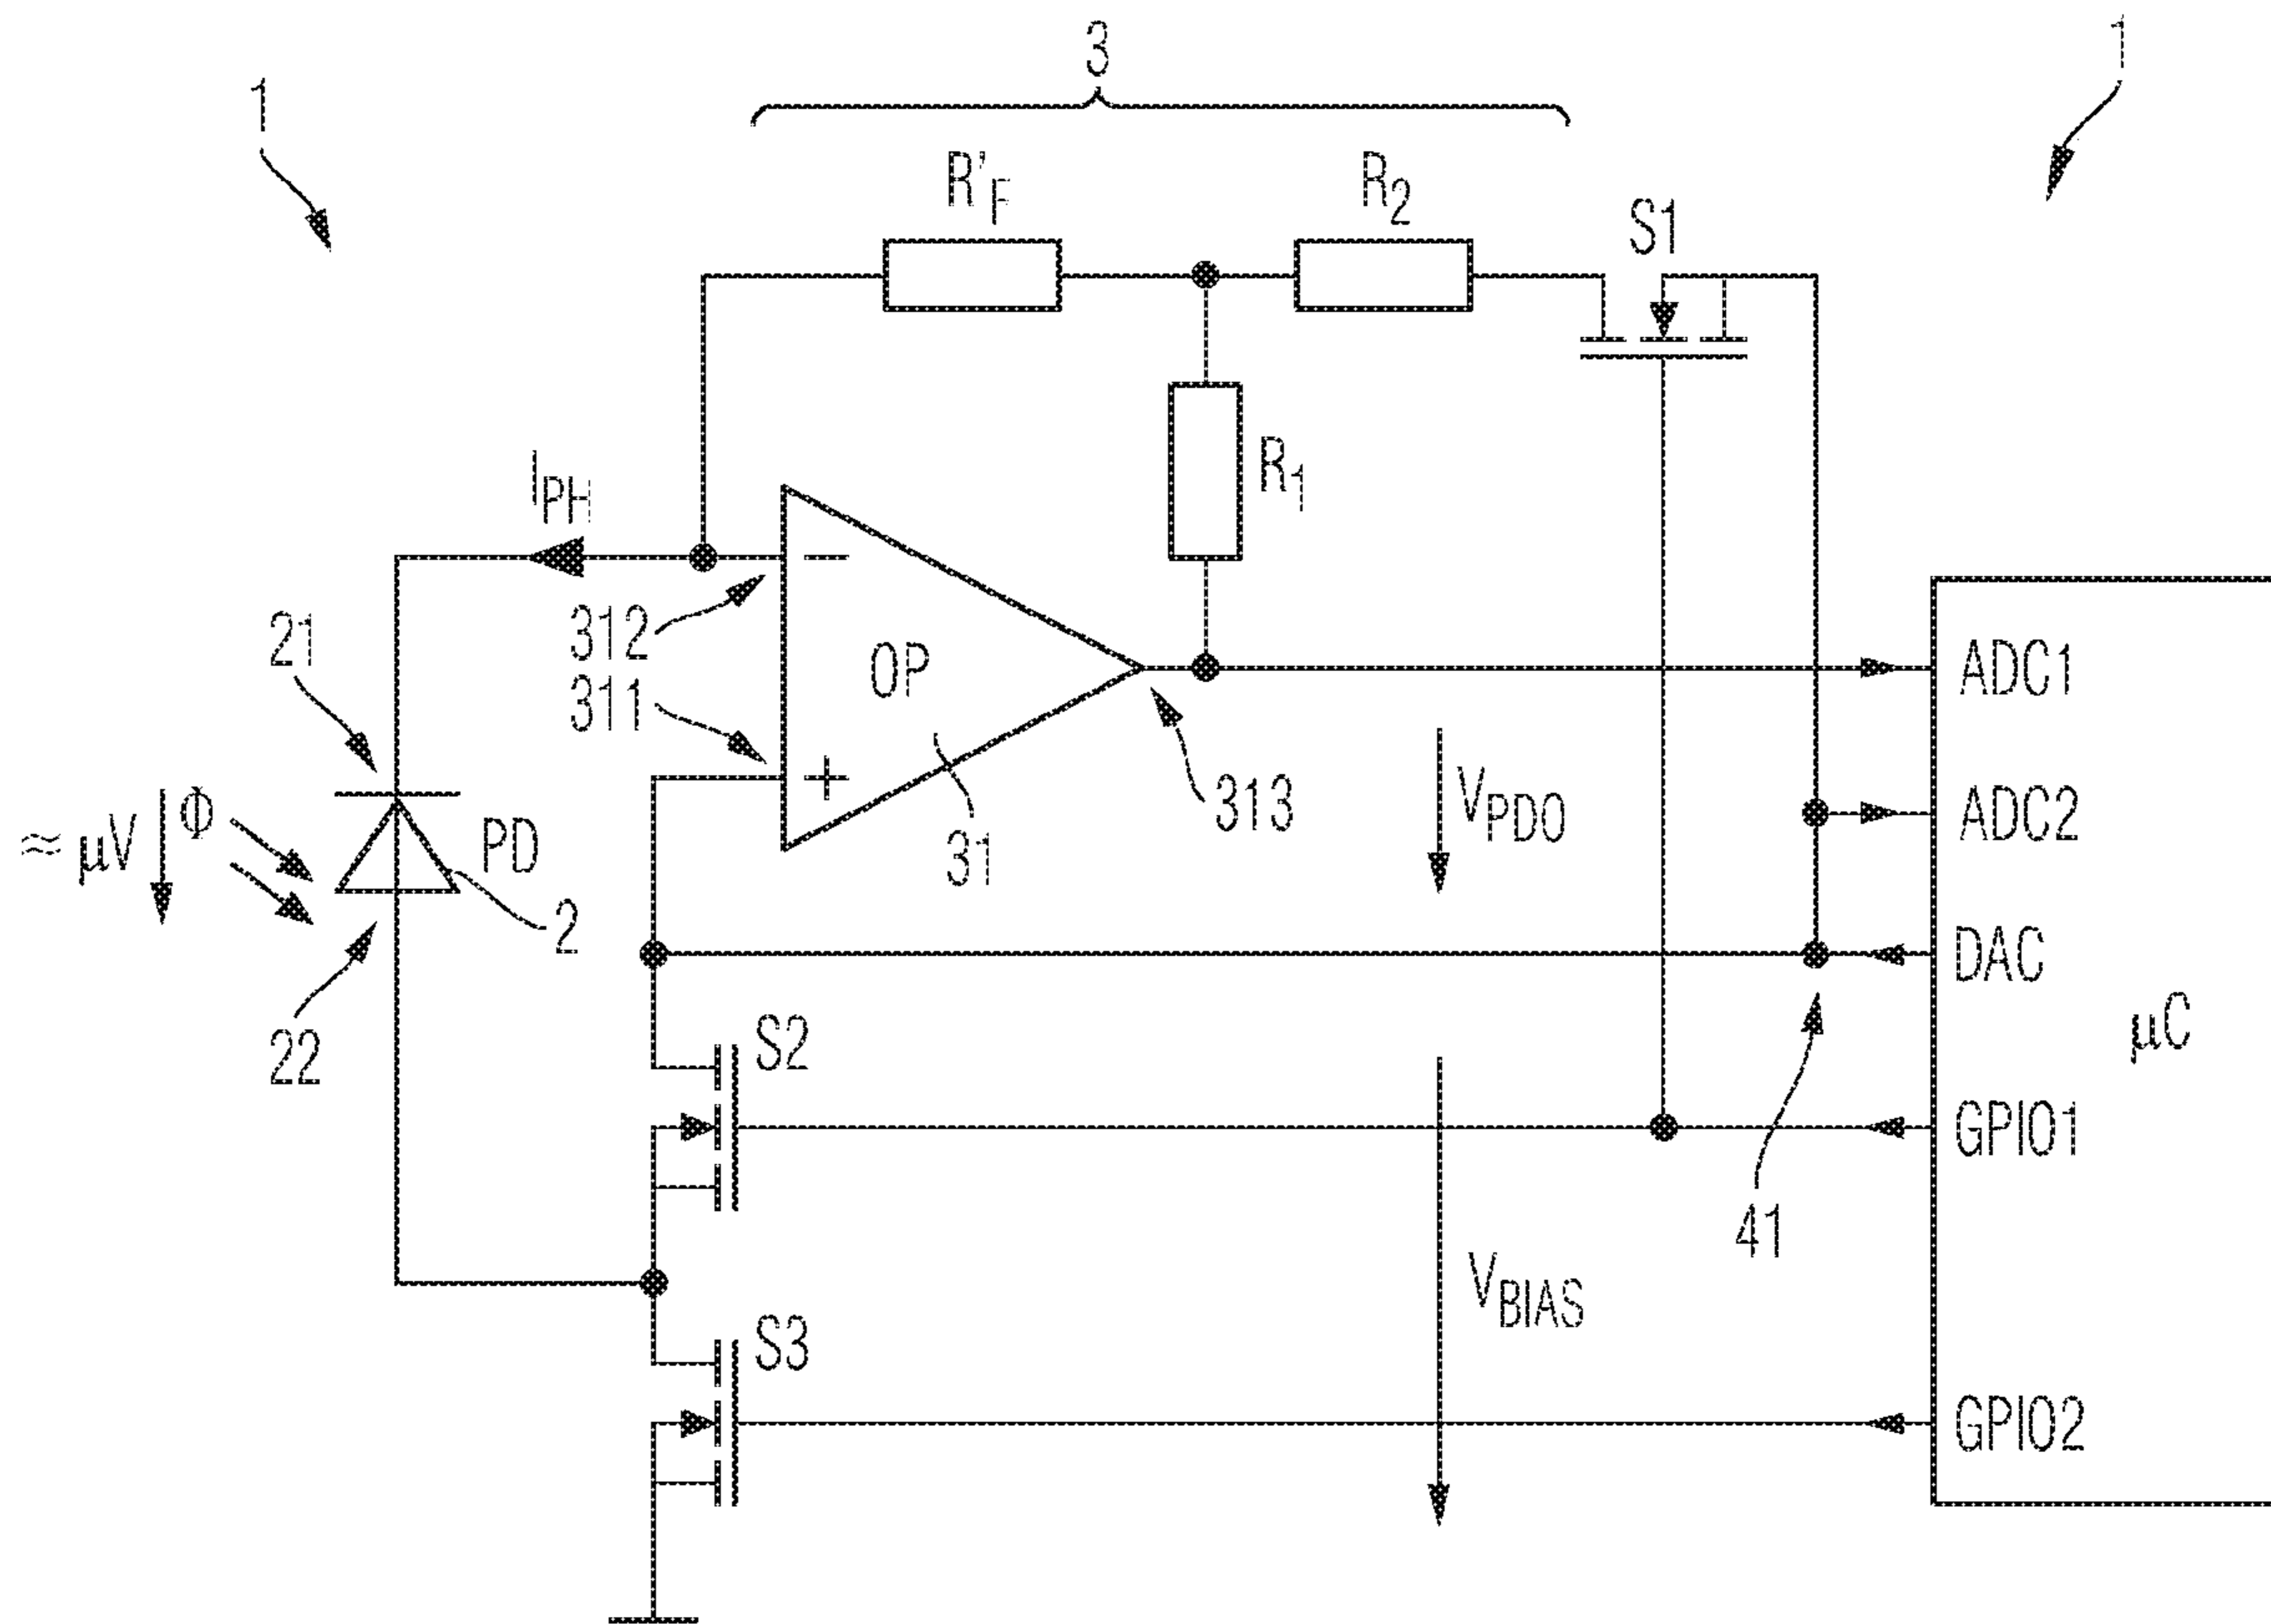 3
1
1
R'F
R2
S1
IPH
R1
312
21
311
OP
ADC1
313
VPDO
≈ μV
Φ
PD
31
ADC2
2
DAC
22
S2
μC
GPIO1
41
VBIAS
S3
GPIO2